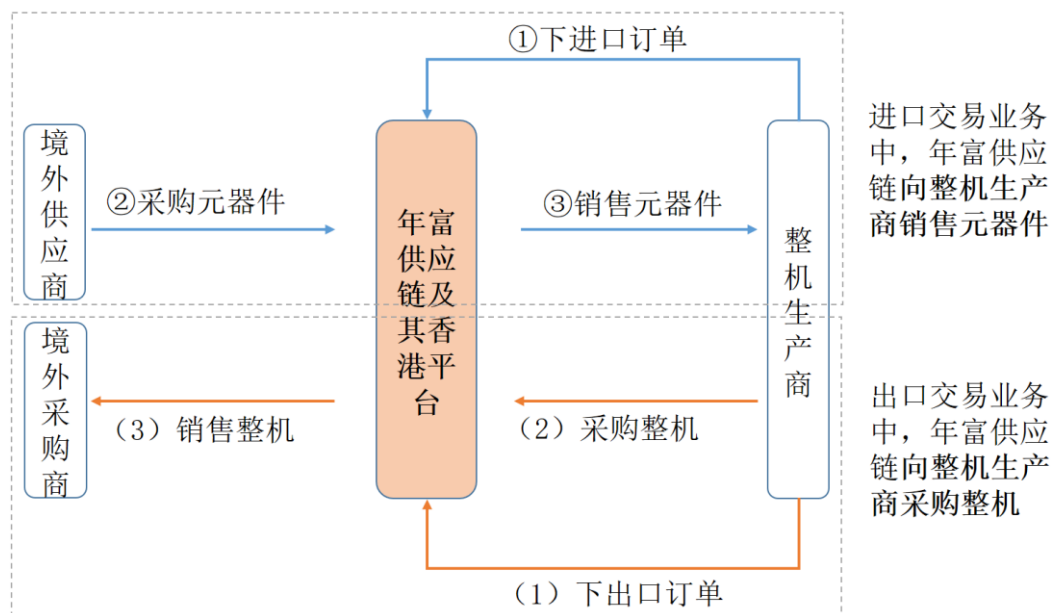 ①下进口订单
境外供应商
②采购元器件
年富
供应
链及
其香
港平
台
③销售元器件
整机生产商
进口交易业务
中，年富供应
链向整机生产
商销售元器件
境外采购商
（3）销售整机
（2）采购整机
出口交易业务
中，年富供应
链向整机生产
商采购整机
（1）下出口订单